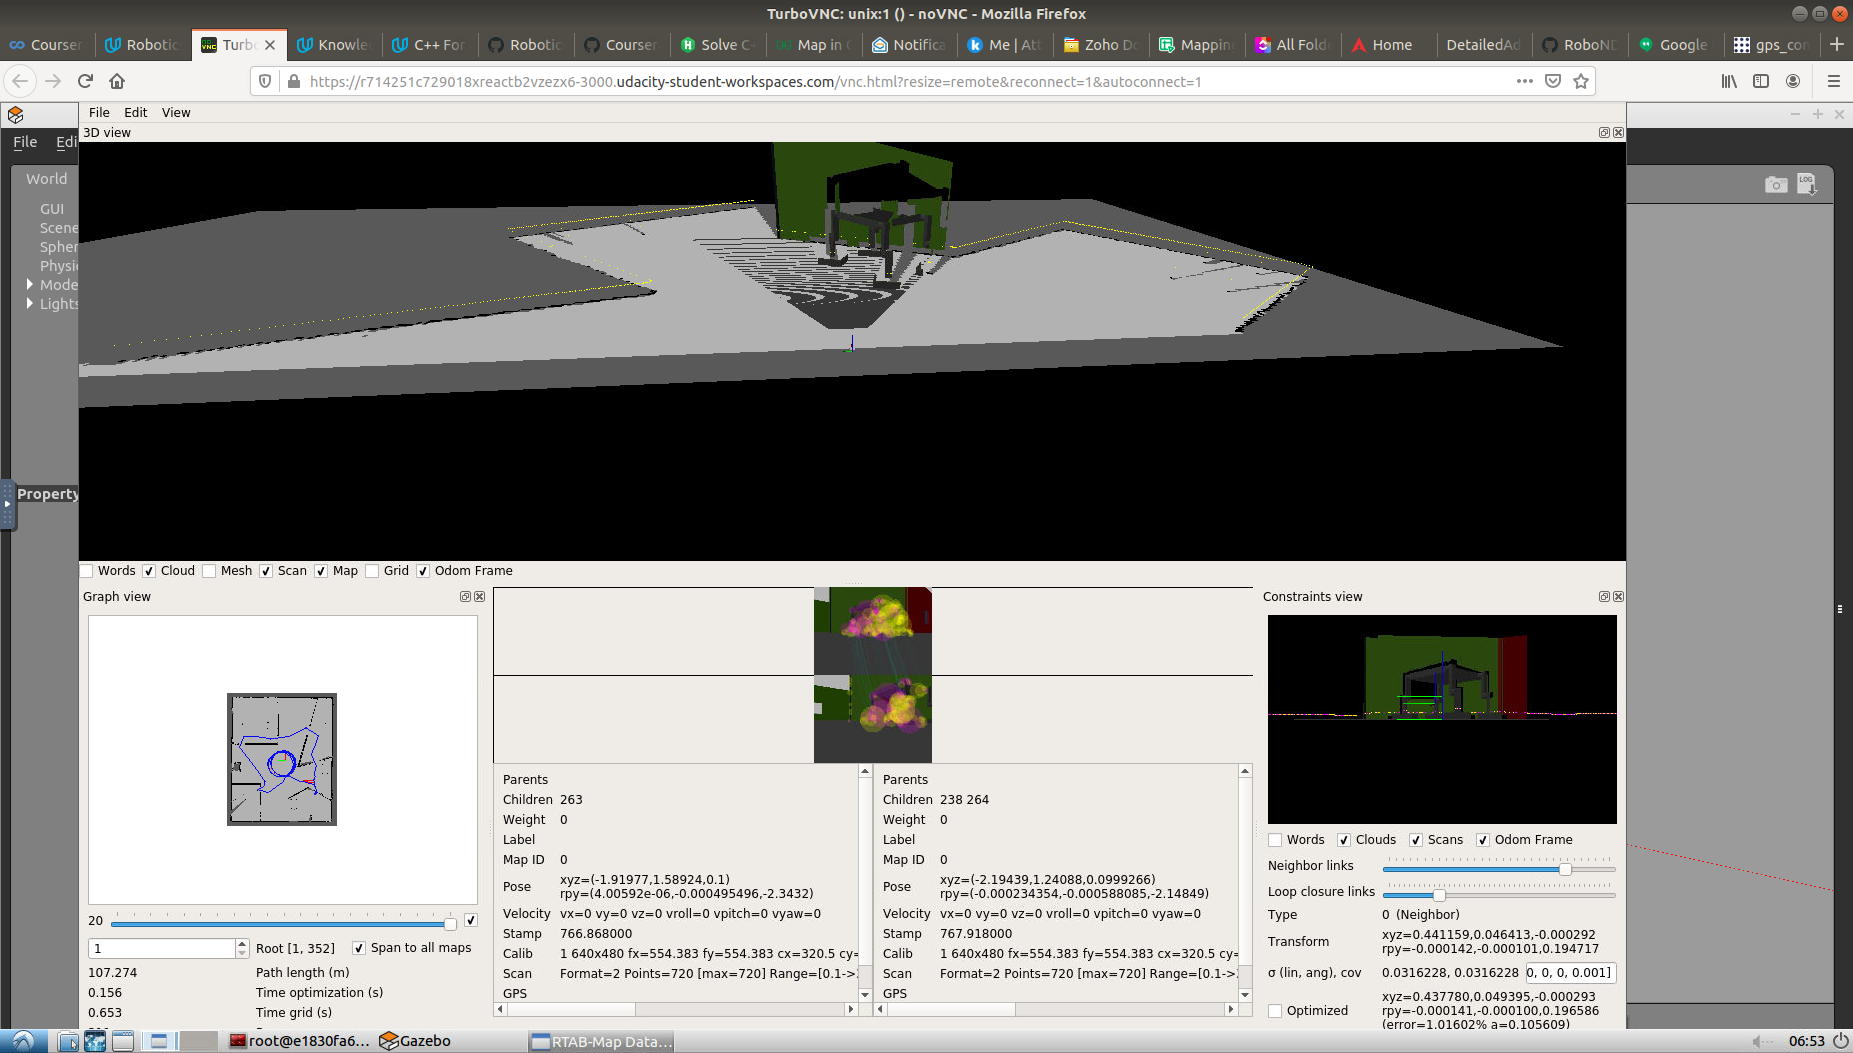 TurboVNC: unix:1 () - noVNC - Mozilla Firefox
Courser Robotic Turb Knowle C++ For Robotic Courser Solve C Map in Notifica Me | Att Zoho Do Mapping All Fold Home DetailedAd RoboND Google gps_con
https://r714251c729018xreactb2vzezx6-3000.udacity-student-workspaces.com/vnc.html?resize=remote&reconnect=1&autoconnect=1
File Edit View
3D view
File Edi
World
LOG
GUI
Scene
Spher
Physi
Mode
Lights
Property
Words Cloud Mesh Scan Map Grid Odom Frame
Graph view
20
1 Root [1, 352] Span to all maps
107.274 Path length (m)
0.156 Time optimization (s)
0.653 Time grid (s)
Parents
Children 263
Weight 0
Label
Map ID 0
Pose xyz=(-1.91977,1.58924,0.1)
rpy=(4.00592e-06,-0.000495496,-2.3432)
Velocity vx=0 vy=0 vz=0 vroll=0 vpitch=0 vyaw=0
Stamp 766.868000
Calib 1 640x480 fx=554.383 fy=554.383 cx=320.5 cy=
Scan Format=2 Points=720 [max=720] Range=[0.1->
GPS
Parents
Children 238 264
Weight 0
Label
Map ID 0
Pose xyz=(-2.19439,1.24088,0.0999266)
rpy=(-0.000234354,-0.000588085,-2.14849)
Velocity vx=0 vy=0 vz=0 vroll=0 vpitch=0 vyaw=0
Stamp 767.918000
Calib 1 640x480 fx=554.383 fy=554.383 cx=320.5 cy=
Scan Format=2 Points=720 [max=720] Range=[0.1->
GPS
Constraints view
Words Clouds Scans Odom Frame
Neighbor links
Loop closure links
Type 0 (Neighbor)
Transform xyz=0.441159,0.046413,-0.000292
rpy=-0.000142,-0.000101,0.194717
σ (lin, ang), cov 0.0316228, 0.0316228 0, 0, 0, 0.001]
Optimized xyz=0.437780,0.049395,-0.000293
rpy=-0.000141,-0.000100,0.196586
(error=1.01602% a=0.105609)
root@e1830fa6... Gazebo RTAB-Map Data... 06:53